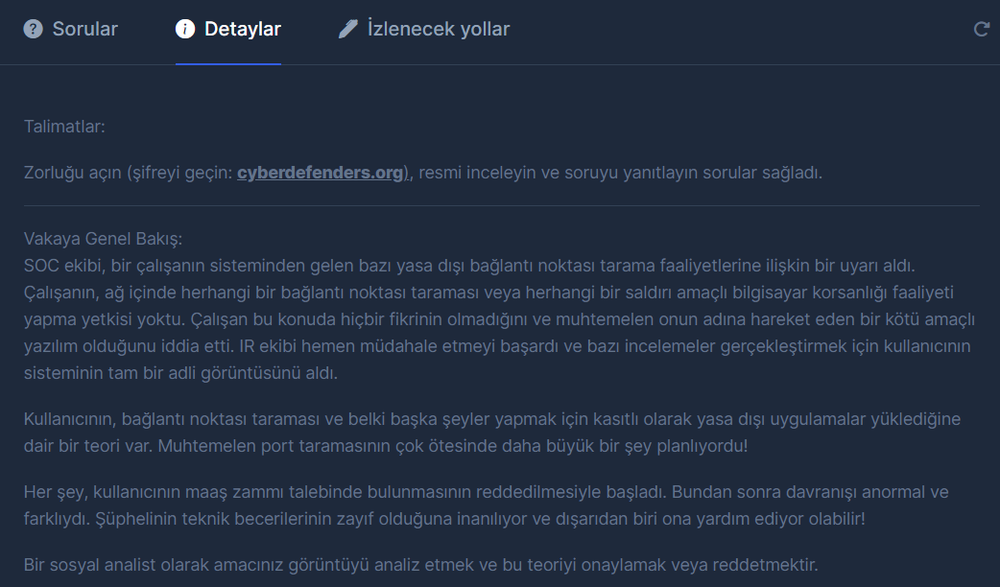 Sorular
Detaylar
İzlenecek yollar
Talimatlar:
Zorluğu açın (şifreyi geçin: cyberdefenders.org), resmi inceleyin ve soruyu yanıtlayın sorular sağladı.
Vakaya Genel Bakış:
SOC ekibi, bir çalışanın sisteminden gelen bazı yasa dışı bağlantı noktası tarama faaliyetlerine ilişkin bir uyarı aldı.
Çalışanın, ağ içinde herhangi bir bağlantı noktası taraması veya herhangi bir saldırı amaçlı bilgisayar korsanlığı faaliyeti
yapma yetkisi yoktu. Çalışan bu konuda hiçbir fikrinin olmadığını ve muhtemelen onun adına hareket eden bir kötü amaçlı
yazılım olduğunu iddia etti. IR ekibi hemen müdahale etmeyi başardı ve bazı incelemeler gerçekleştirmek için kullanıcının
sisteminin tam bir adli görüntüsünü aldı.
Kullanıcının, bağlantı noktası taraması ve belki başka şeyler yapmak için kasıtlı olarak yasa dışı uygulamalar yüklediğine
dair bir teori var. Muhtemelen port taramasının çok ötesinde daha büyük bir şey planlıyordu!
Her şey, kullanıcının maaş zammı talebinde bulunmasının reddedilmesiyle başladı. Bundan sonra davranışı anormal ve
farklıydı. Şüphelinin teknik becerilerinin zayıf olduğuna inanılıyor ve dışarıdan biri ona yardım ediyor olabilir!
Bir sosyal analist olarak amacınız görüntüyü analiz etmek ve bu teoriyi onaylamak veya reddetmektir.